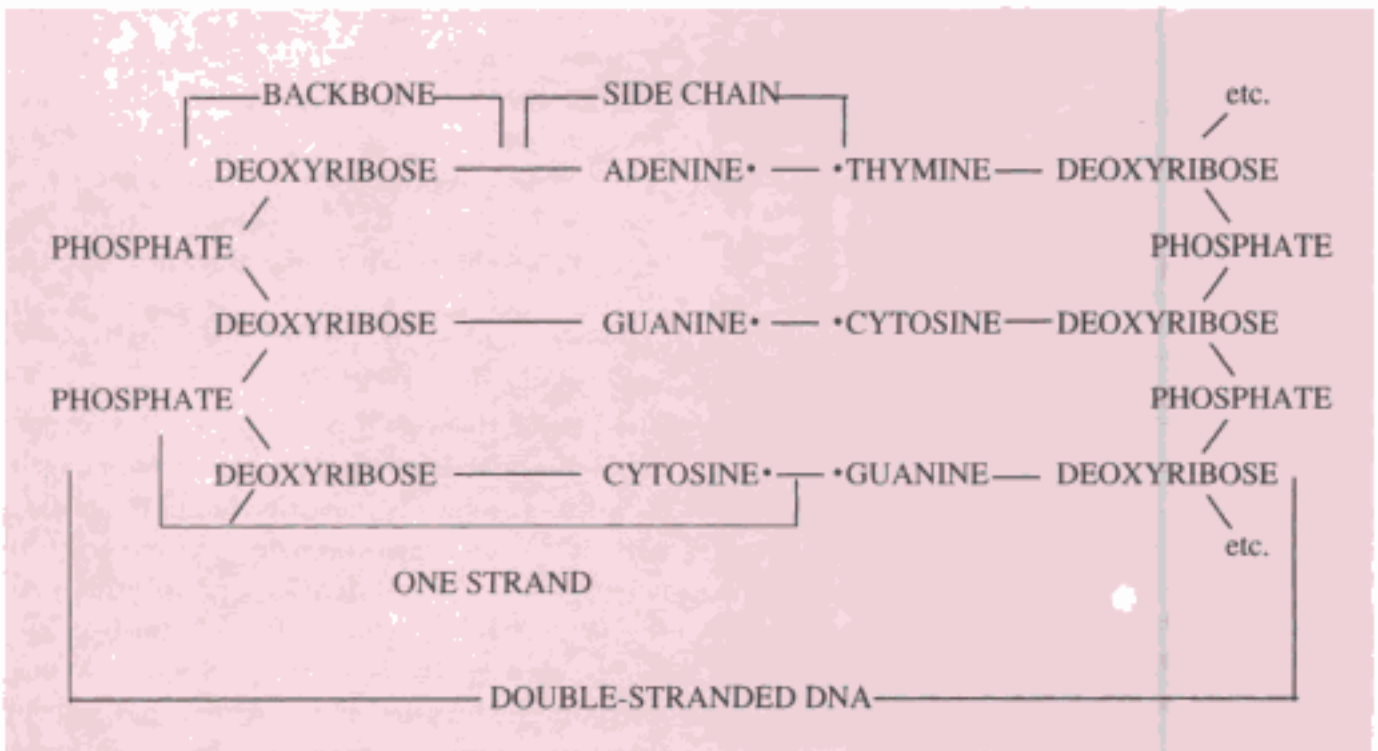 BACKBONE SIDE CHAIN etc.
DEOXYRIBOSE ADENINE• — •THYMINE — DEOXYRIBOSE
PHOSPHATE PHOSPHATE
DEOXYRIBOSE GUANINE• — •CYTOSINE — DEOXYRIBOSE
PHOSPHATE PHOSPHATE
DEOXYRIBOSE CYTOSINE• — •GUANINE — DEOXYRIBOSE
etc.
ONE STRAND
DOUBLE-STRANDED DNA